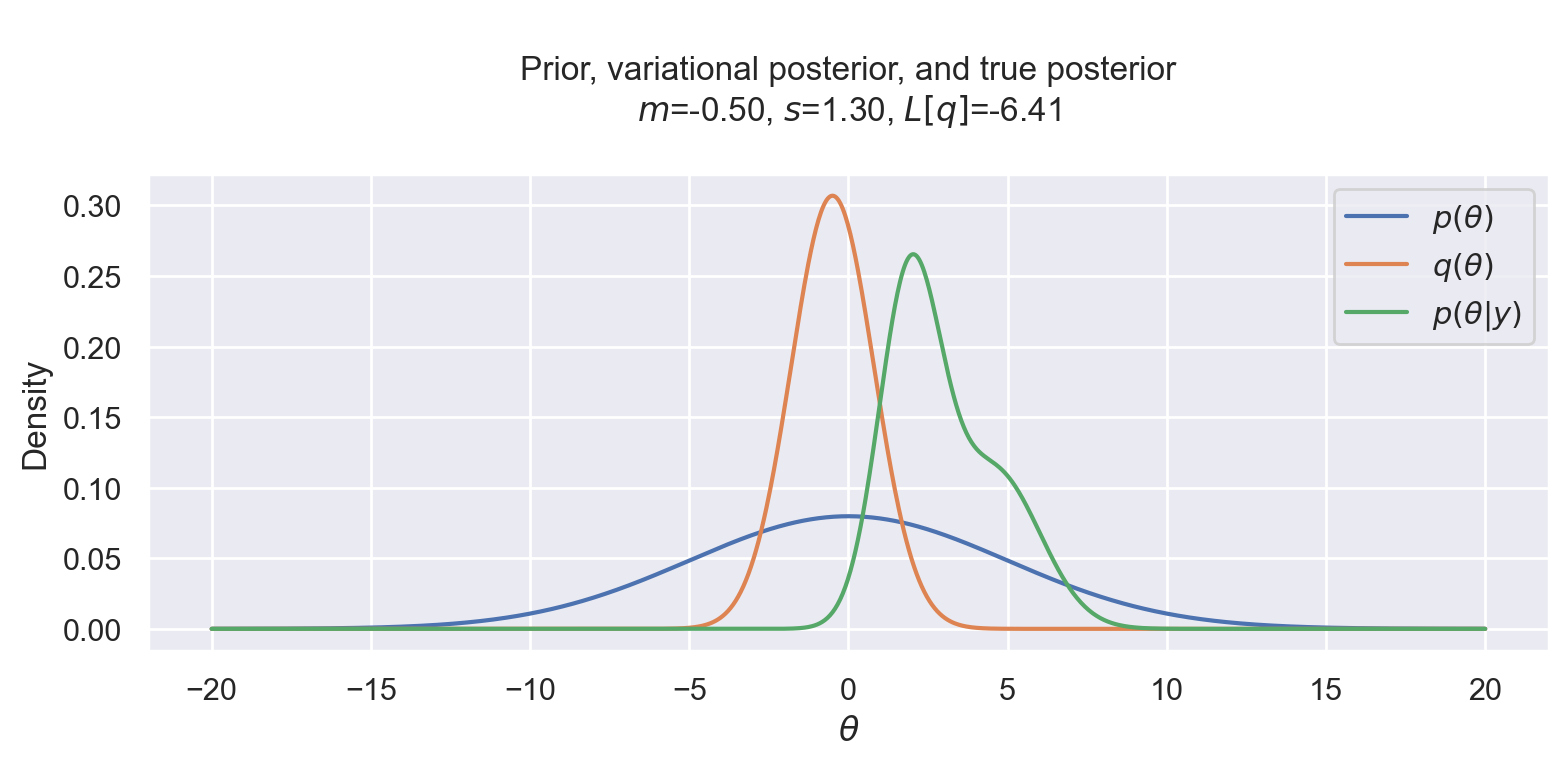 Prior, variational posterior, and true posterior
m=-0.50, s=1.30, L[q]=-6.41
0.30
0.25
0.20
0.15
0.10
0.05
0.00
Density
p(θ)
q(θ)
p(θ|y)
−20 −15 −10 −5 0 5 10 15 20
θ